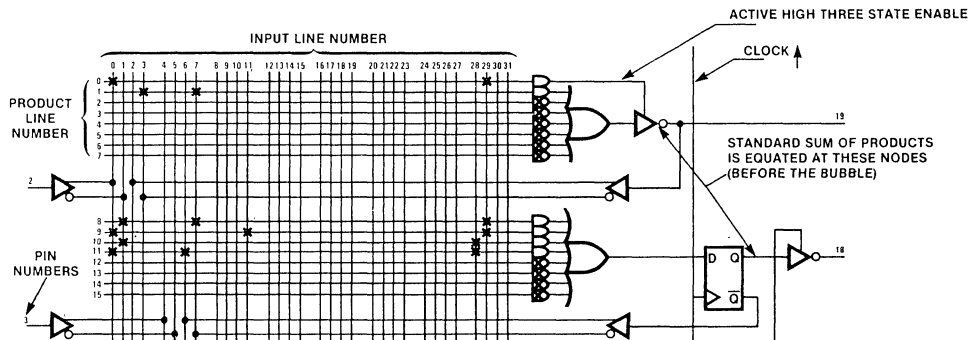 ACTIVE HIGH THREE STATE ENABLE
INPUT LINE NUMBER
CLOCK
0 1 2 3 4 5 6 7 8 9 10 11 12 13 14 15 16 17 18 19 20 21 22 23 24 25 26 27 28 29 30 31
PRODUCT
LINE
NUMBER
0
1
2
3
4
5
6
7
19
STANDARD SUM OF PRODUCTS
IS EQUATED AT THESE NODES
(BEFORE THE BUBBLE)
2
8
9
10
11
12
13
14
15
PIN
NUMBERS
D Q
Q
18
3